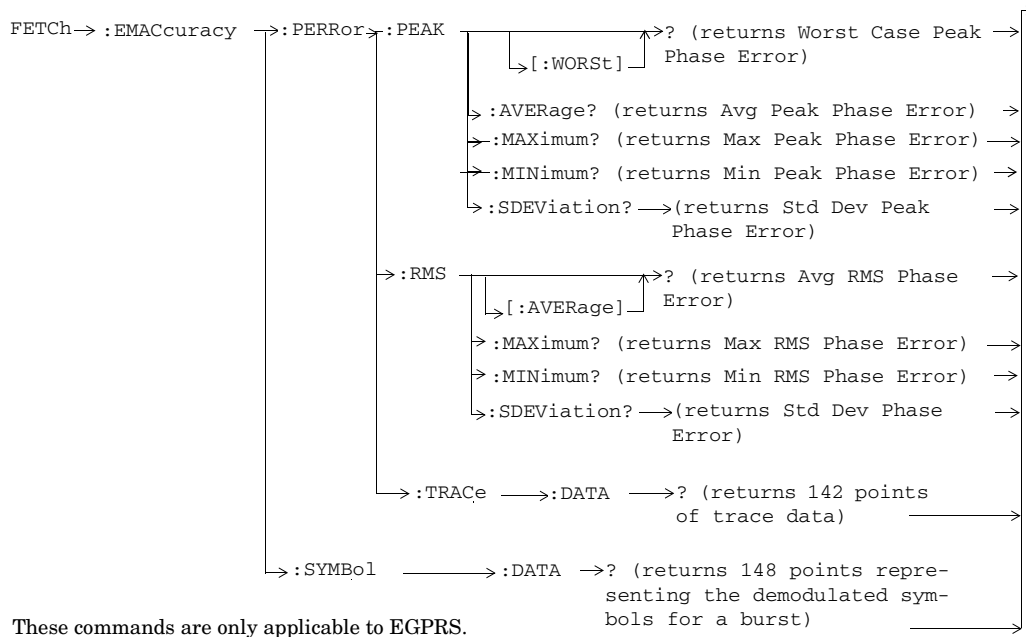 FETCh :EMACcuracy :PERRor :PEAK ? (returns Worst Case Peak
[:WORSt] Phase Error)
:AVERage? (returns Avg Peak Phase Error)
:MAXimum? (returns Max Peak Phase Error)
:MINimum? (returns Min Peak Phase Error)
:SDEViation? (returns Std Dev Peak
Phase Error)
:RMS ? (returns Avg RMS Phase
[:AVERage] Error)
:MAXimum? (returns Max RMS Phase Error)
:MINimum? (returns Min RMS Phase Error)
:SDEViation? (returns Std Dev Phase
Error)
:TRACe :DATA ? (returns 142 points
of trace data)
:SYMBol :DATA ? (returns 148 points repre-
senting the demodulated sym-
bols for a burst)
These commands are only applicable to EGPRS.